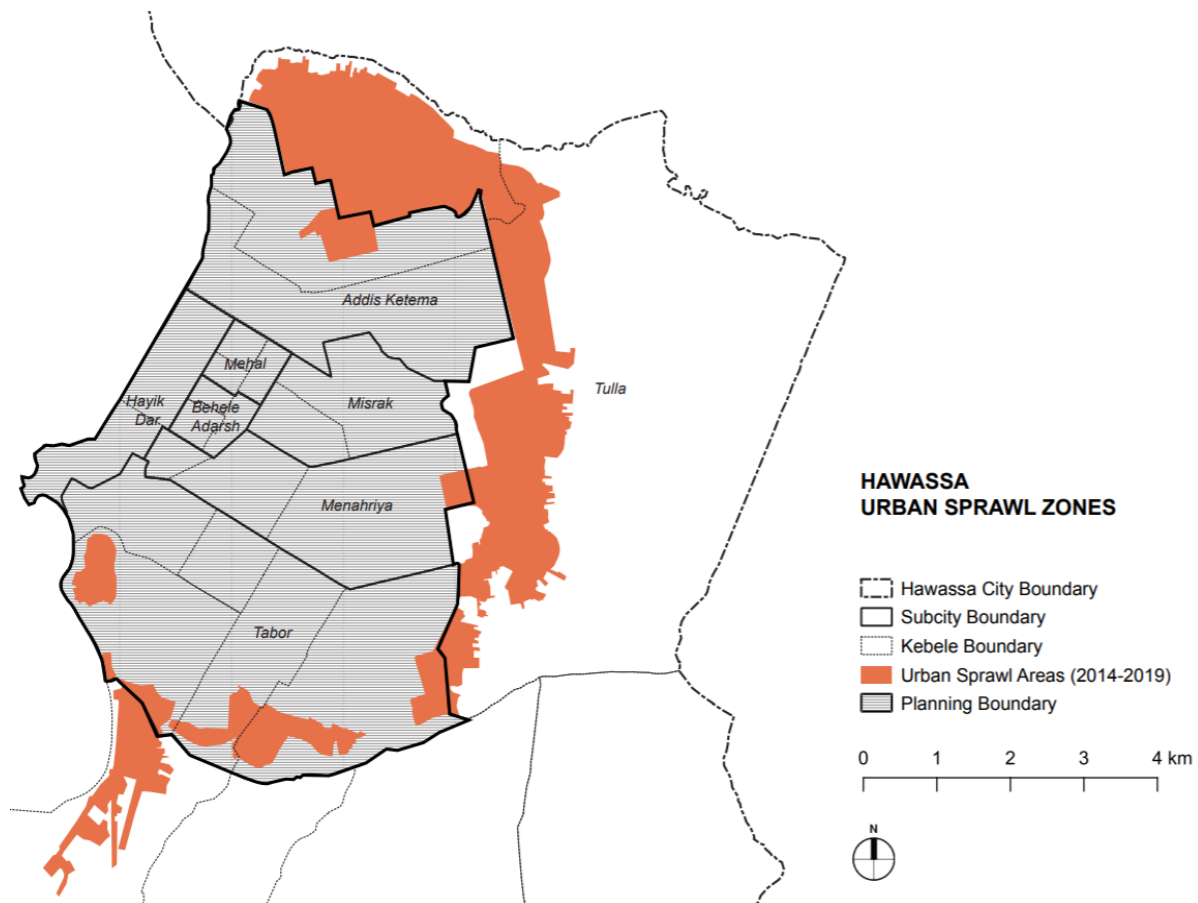 Addis Ketema
Mehal
Hayik
Dar
Behele
Adarsh
Misrak
Tulla
Menahriya
Tabor
HAWASSA
URBAN SPRAWL ZONES
Hawassa City Boundary
Subcity Boundary
Kebele Boundary
Urban Sprawl Areas (2014-2019)
Planning Boundary
0 1 2 3 4 km
N